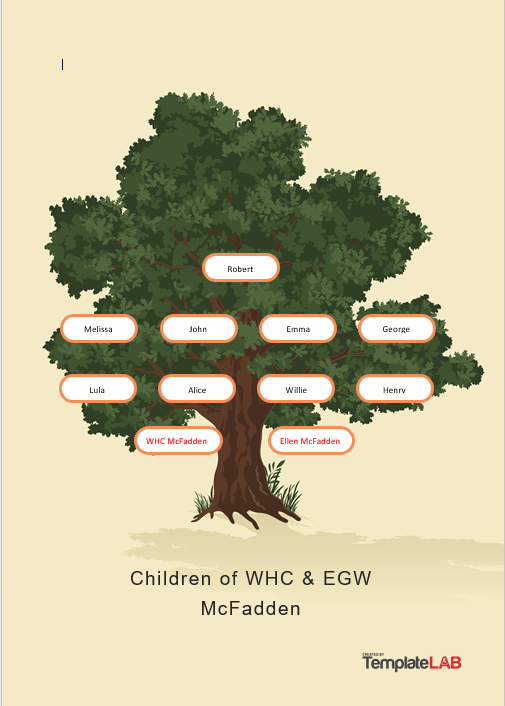 Robert
Melissa John Emma George
Lula Alice Willie Henry
WHC McFadden Ellen McFadden
Children of WHC & EGW
McFadden
CREATED BY
TemplateLAB